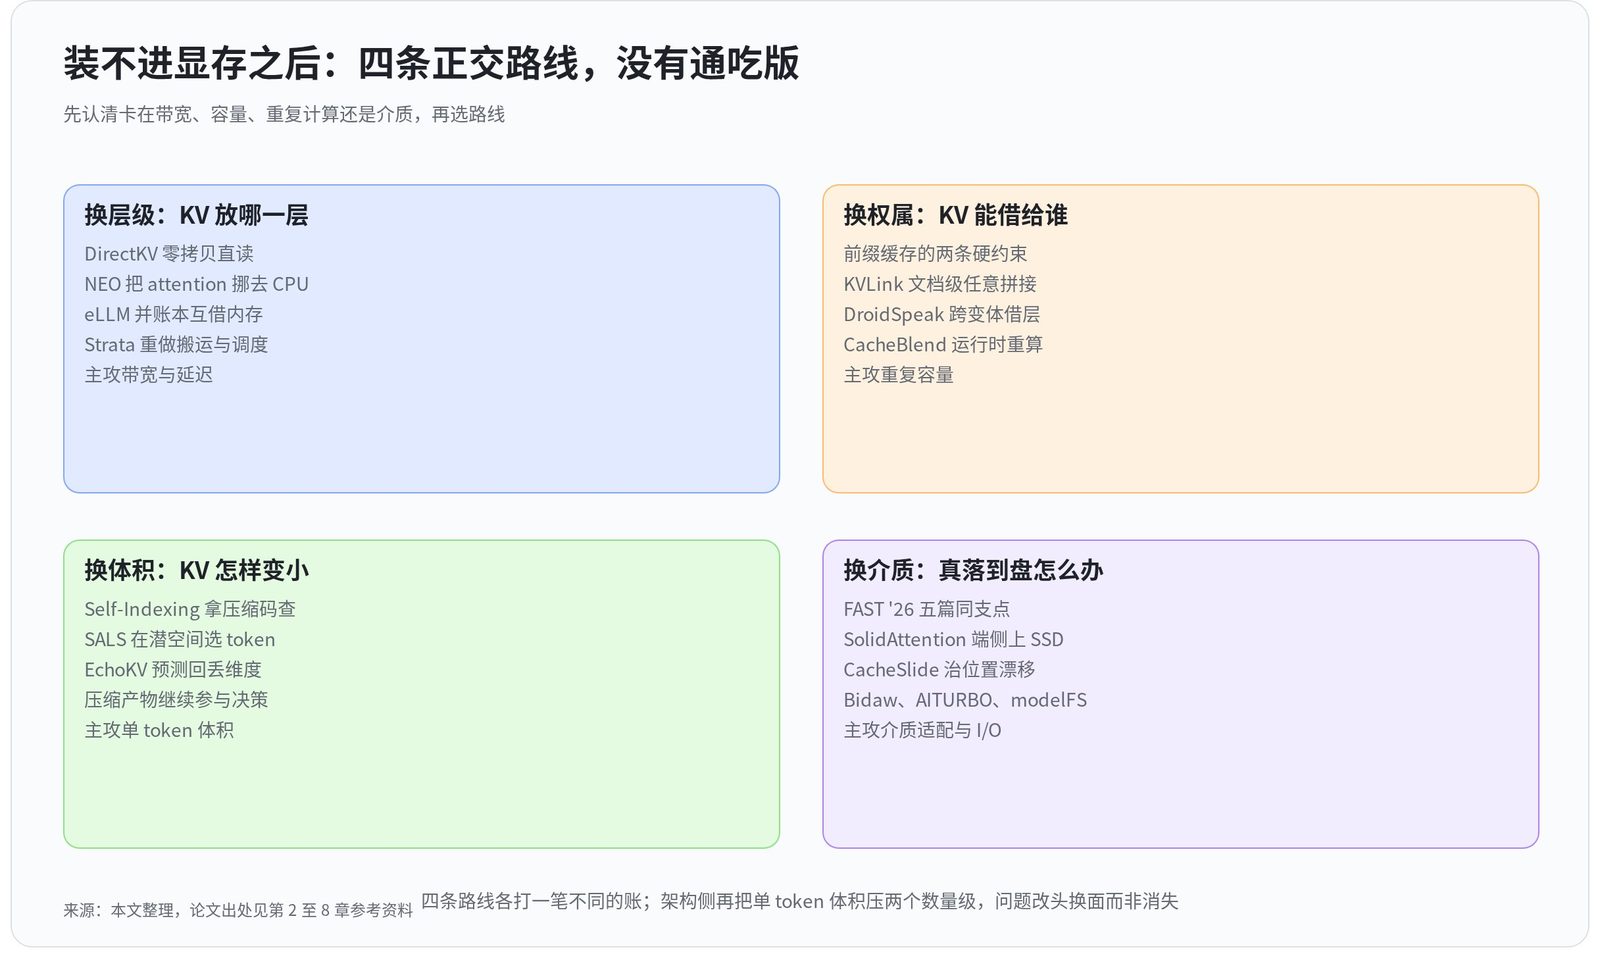 装不进显存之后：四条正交路线，没有通吃版
先认清卡在带宽、容量、重复计算还是介质，再选路线
换层级：KV 放哪一层
DirectKV 零拷贝直读
NEO 把 attention 挪去 CPU
eLLM 并账本互借内存
Strata 重做搬运与调度
主攻带宽与延迟
换权属：KV 能借给谁
前缀缓存的两条硬约束
KVLink 文档级任意拼接
DroidSpeak 跨变体借层
CacheBlend 运行时重算
主攻重复容量
换体积：KV 怎样变小
Self-Indexing 拿压缩码查
SALS 在潜空间选 token
EchoKV 预测回丢维度
压缩产物继续参与决策
主攻单 token 体积
换介质：真落到盘怎么办
FAST '26 五篇同支点
SolidAttention 端侧上 SSD
CacheSlide 治位置漂移
Bidaw、AITURBO、modelFS
主攻介质适配与 I/O
来源：本文整理，论文出处见第 2 至 8 章参考资料
四条路线各打一笔不同的账；架构侧再把单 token 体积压两个数量级，问题改头换面而非消失